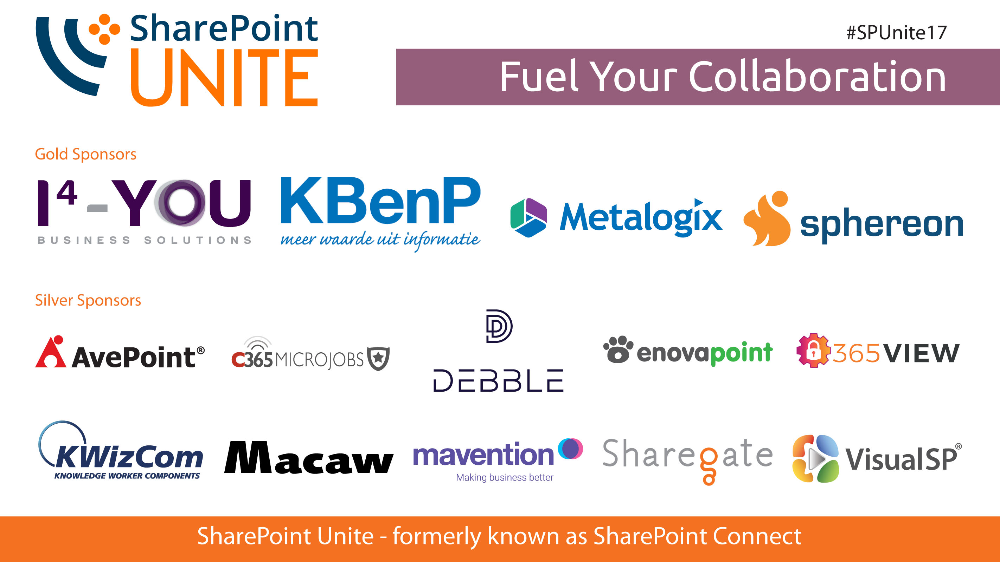 SharePoint
UNITE
#SPUnite17
Fuel Your Collaboration
Gold Sponsors
I4-YOU
BUSINESS SOLUTIONS
KBenP
meer waarde uit informatie
Metalogix
sphereon
Silver Sponsors
AvePoint®
C365 MICROJOBS
DEBBLE
enovapoint
365VIEW
KWizCom
KNOWLEDGE WORKER COMPONENTS
Macaw
mavention
Making business better
Sharegate
VisualSP®
SharePoint Unite - formerly known as SharePoint Connect